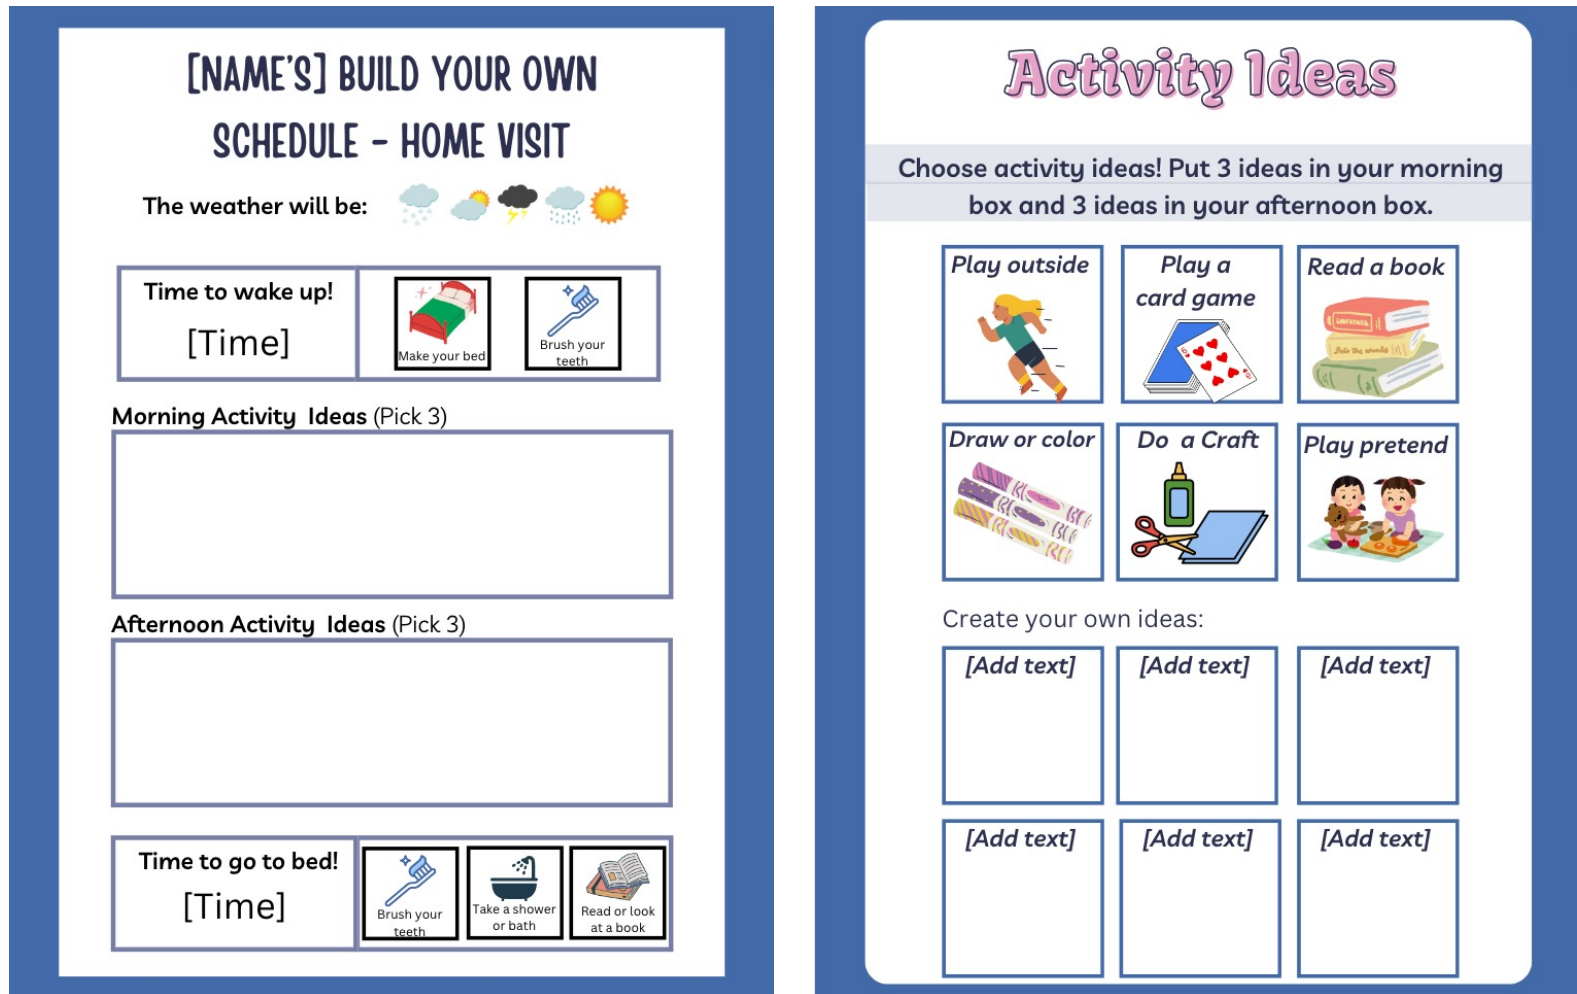 [NAME'S] BUILD YOUR OWN
SCHEDULE - HOME VISIT
The weather will be:
Time to wake up!
[Time]
Make your bed
Brush your
teeth
Morning Activity Ideas (Pick 3)
Afternoon Activity Ideas (Pick 3)
Time to go to bed!
[Time]
Brush your
teeth
Take a shower
or bath
Read or look
at a book
Activity Ideas
Choose activity ideas! Put 3 ideas in your morning
box and 3 ideas in your afternoon box.
Play outside
Play a
card game
Read a book
Draw or color
Do a Craft
Play pretend
Create your own ideas:
[Add text]
[Add text]
[Add text]
[Add text]
[Add text]
[Add text]